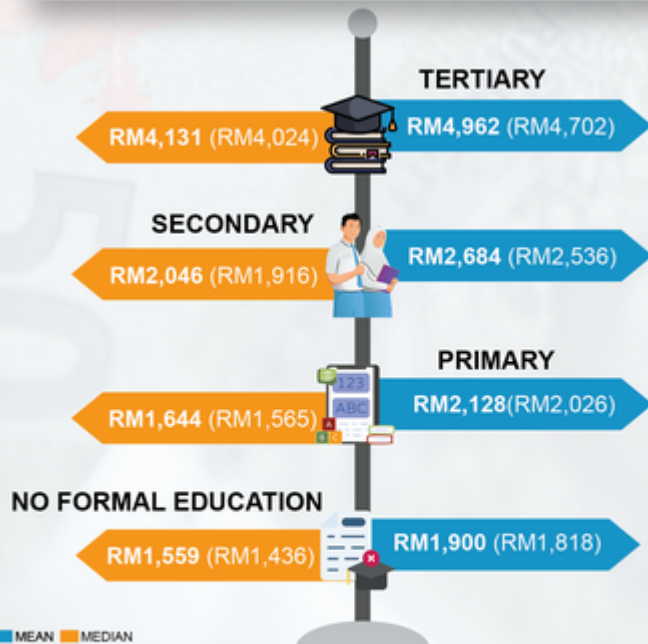 TERTIARY
RM4,131 (RM4,024)
RM4,962 (RM4,702)
SECONDARY
RM2,046 (RM1,916)
RM2,684 (RM2,536)
PRIMARY
123
ABC
A
RM1,644 (RM1,565)
RM2,128(RM2,026)
NO FORMAL EDUCATION
RM1,559 (RM1,436)
RM1,900 (RM1,818)
MEAN MEDIAN